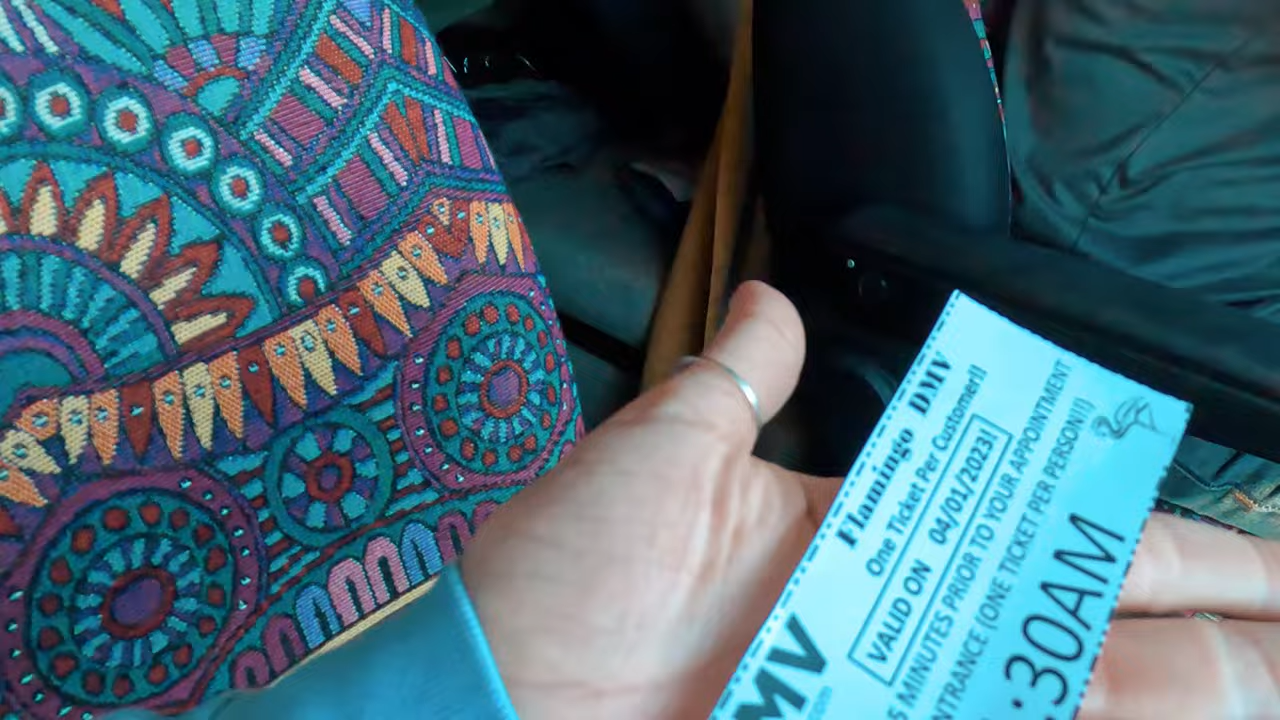 Flamingo DMV
One Ticket Per Customer!!
VALID ON 04/01/2023!
5 MINUTES PRIOR TO YOUR APPOINTMENT
NTRANCE (ONE TICKET PER PERSON!!)
:30AM
MV